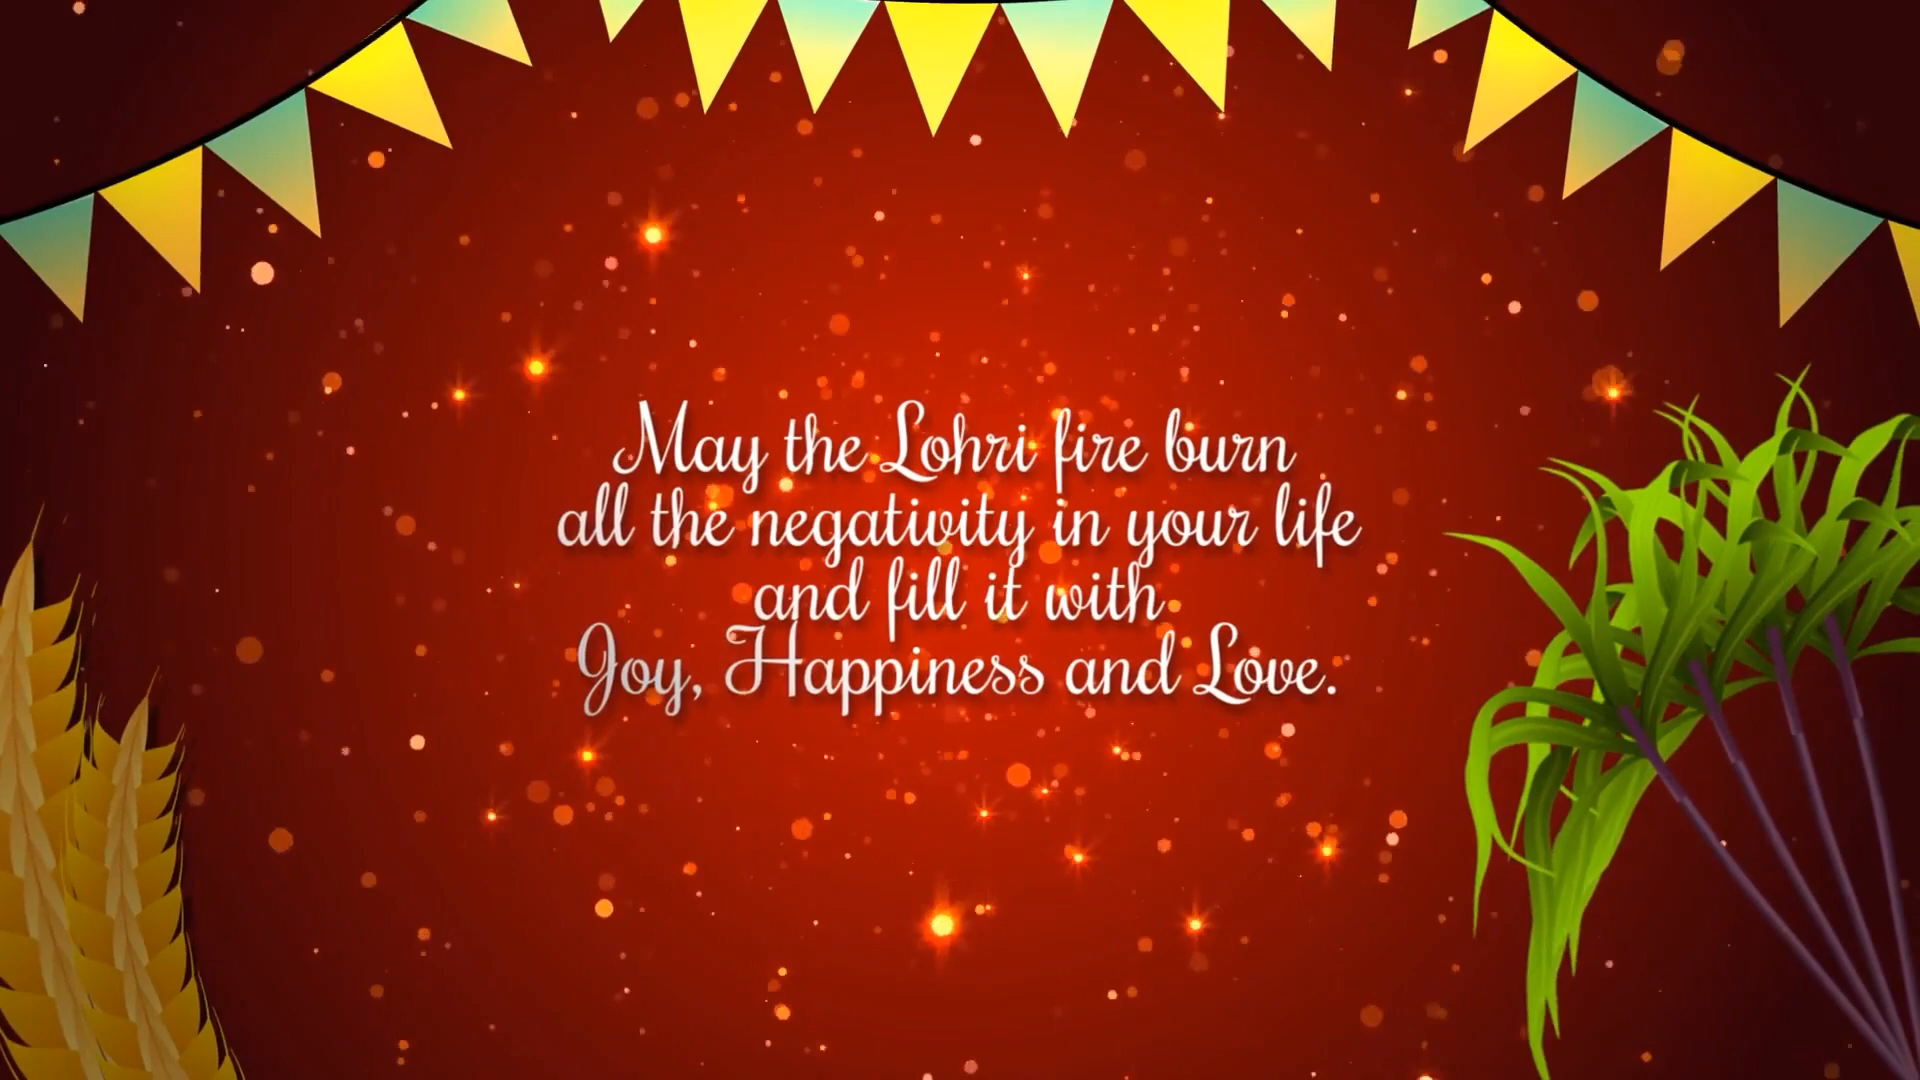 May the Lohri fire burn
all the negativity in your life
and fill it with
Joy, Happiness and Love.